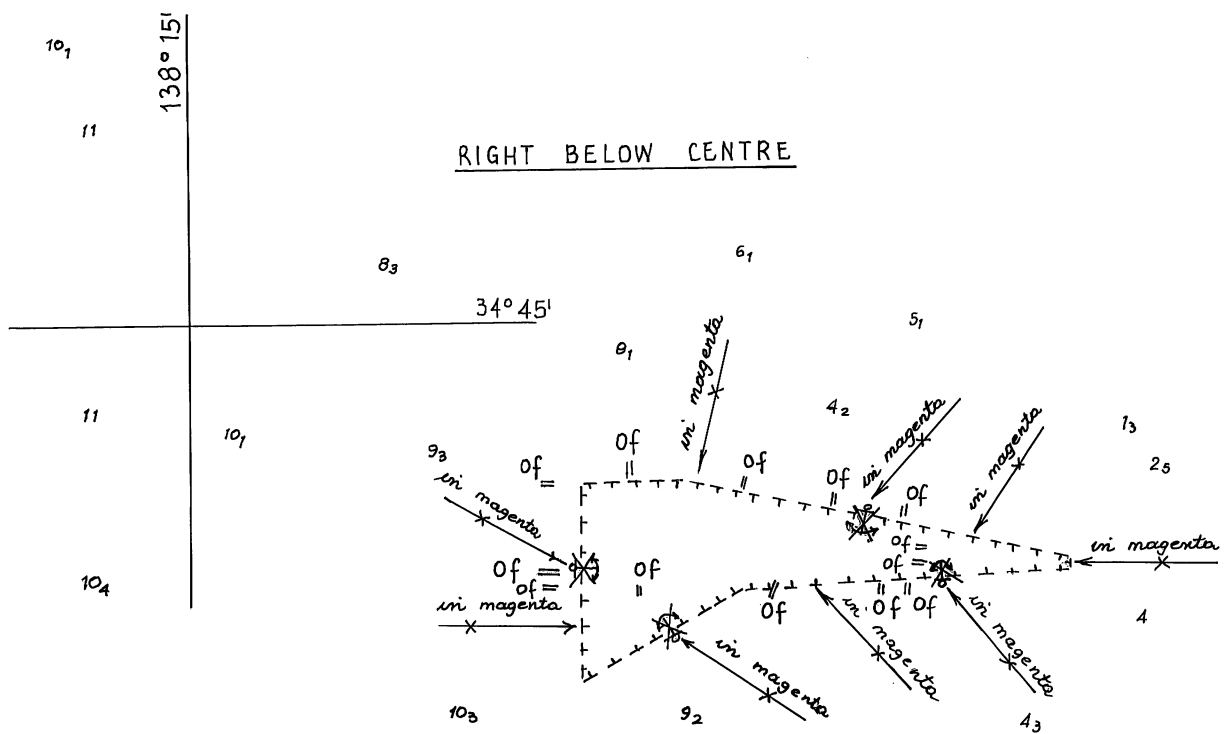 10₁
138° 15'
11
RIGHT BELOW CENTRE
6₁
8₃
34° 45'
5₁
8₁
in magenta
4₂
in magenta
in magenta
1₃
11
10₁
2₅
9₃
of
of
of
of
of
in magenta
of
in magenta
of
of
of
of
10₄
in magenta
of
of of
4
in magenta
in magenta
in magenta
10₃
9₂
4₃